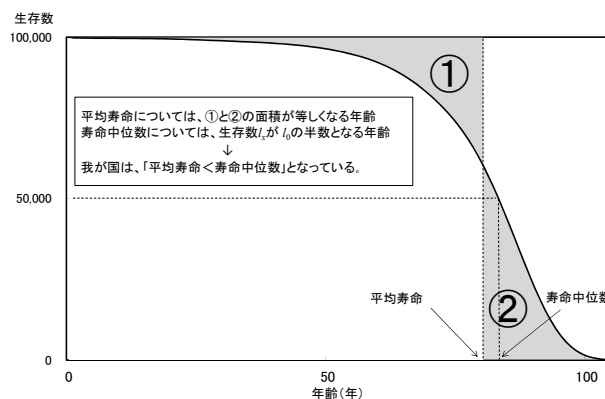 生存数
100,000
①
平均寿命については、①と②の面積が等しくなる年齢
寿命中位数については、生存数lxが l0の半数となる年齢
↓
我が国は、「平均寿命＜寿命中位数」となっている。
50,000
平均寿命
②
寿命中位数
0
0
50
100
年齢（年）